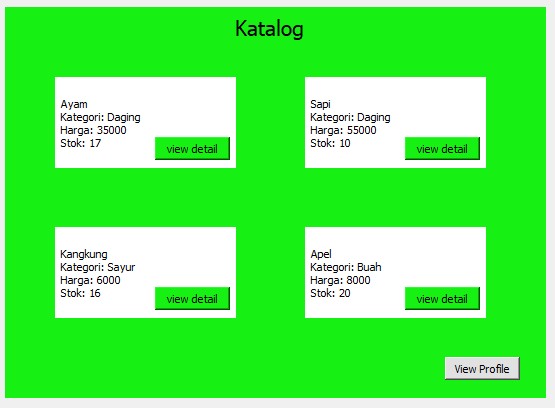 Katalog
Ayam
Kategori: Daging
Harga: 35000
Stok: 17
view detail
Sapi
Kategori: Daging
Harga: 55000
Stok: 10
view detail
Kangkung
Kategori: Sayur
Harga: 6000
Stok: 16
view detail
Apel
Kategori: Buah
Harga: 8000
Stok: 20
view detail
View Profile